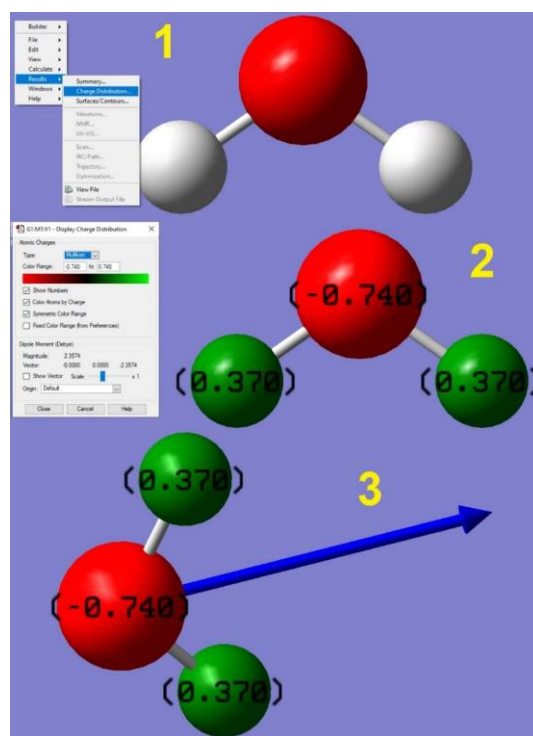 1
Builder
File
Edit
View
Calculate
Results
Windows
Help
Summary...
Charge Distribution...
Surfaces/Contours...
Vibrations...
NMR...
UV-VIS...
Scan...
IRC/Path...
Trajectory...
Optimization...
View File
Stream Output File
G1:M1:V1 - Display Charge Distribution
Atomic Charges
Type: Mulliken
Color Range: -0.740 to 0.740
Show Numbers
Color Atoms by Charge
Symmetric Color Range
Fixed Color Range (from Preferences)
Dipole Moment (Debye)
Magnitude: 2.3574
Vector: -0.0000 0.0000 -2.3574
Show Vector Scale: x 1
Origin: Default
Close Cancel Help
2
(-0.740)
(0.370) (0.370)
(0.370)
3
(-0.740)
(0.370)